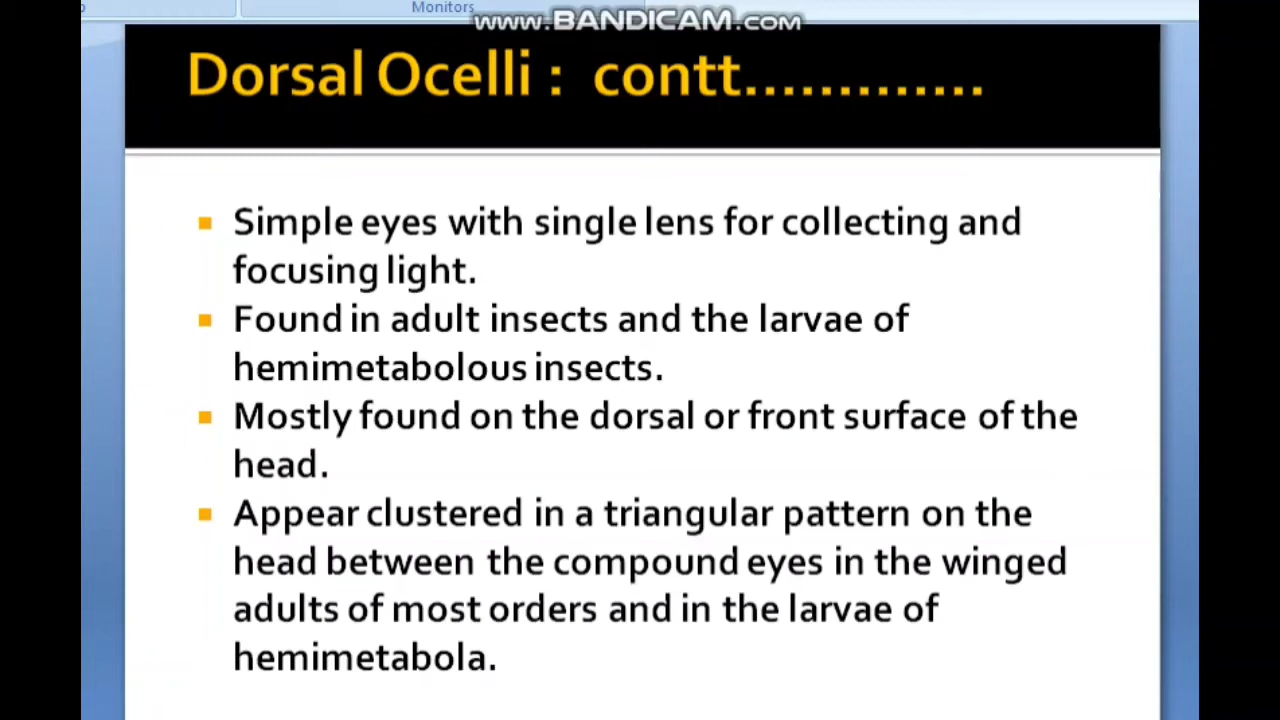 Monitors
www.BANDICAM.com
Dorsal Ocelli : contt.............
Simple eyes with single lens for collecting and
focusing light.
Found in adult insects and the larvae of
hemimetabolous insects.
Mostly found on the dorsal or front surface of the
head.
Appear clustered in a triangular pattern on the
head between the compound eyes in the winged
adults of most orders and in the larvae of
hemimetabola.